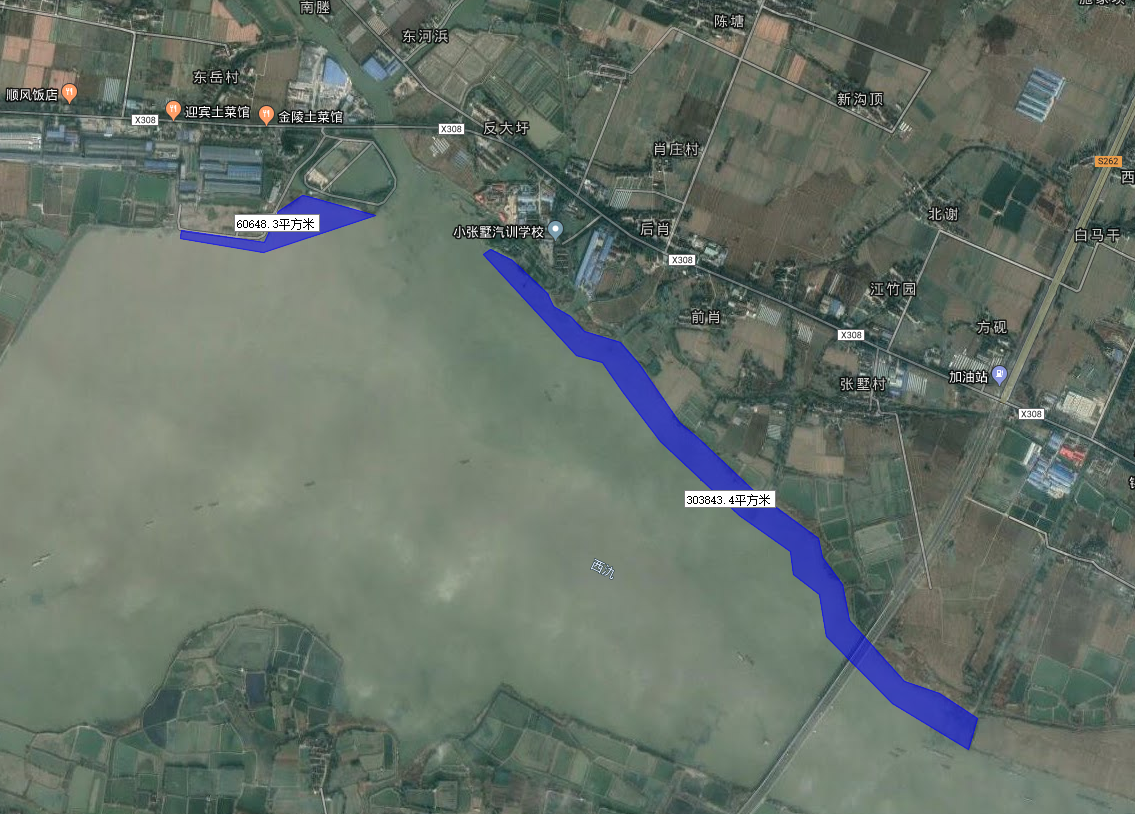 南塍
陈塘
东河浜
东岳村
顺风饭店
迎宾土菜馆
金陵土菜馆
新沟顶
X308
X308
反大圩
肖庄村
S262
西
60648.3平方米
北谢
后肖
小张墅汽训学校
白马干
X308
江竹园
前肖
方砚
X308
加油站
张墅村
X308
303843.4平方米
西氿